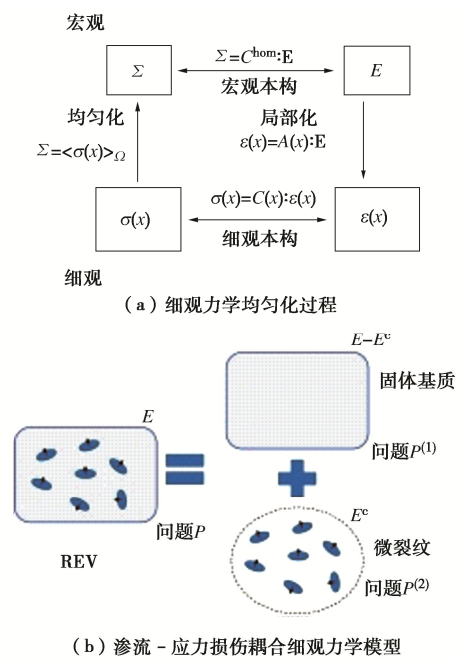 宏观
Σ=C^hom:E
Σ
E
宏观本构
均匀化
局部化
Σ=<σ(x)>_Ω
ε(x)=A(x):E
σ(x)=C(x):ε(x)
σ(x)
ε(x)
细观本构
细观
（a）细观力学均匀化过程
E-E^c
固体基质
E
问题P^(1)
问题P
E^c
微裂纹
REV
问题P^(2)
（b）渗流－应力损伤耦合细观力学模型